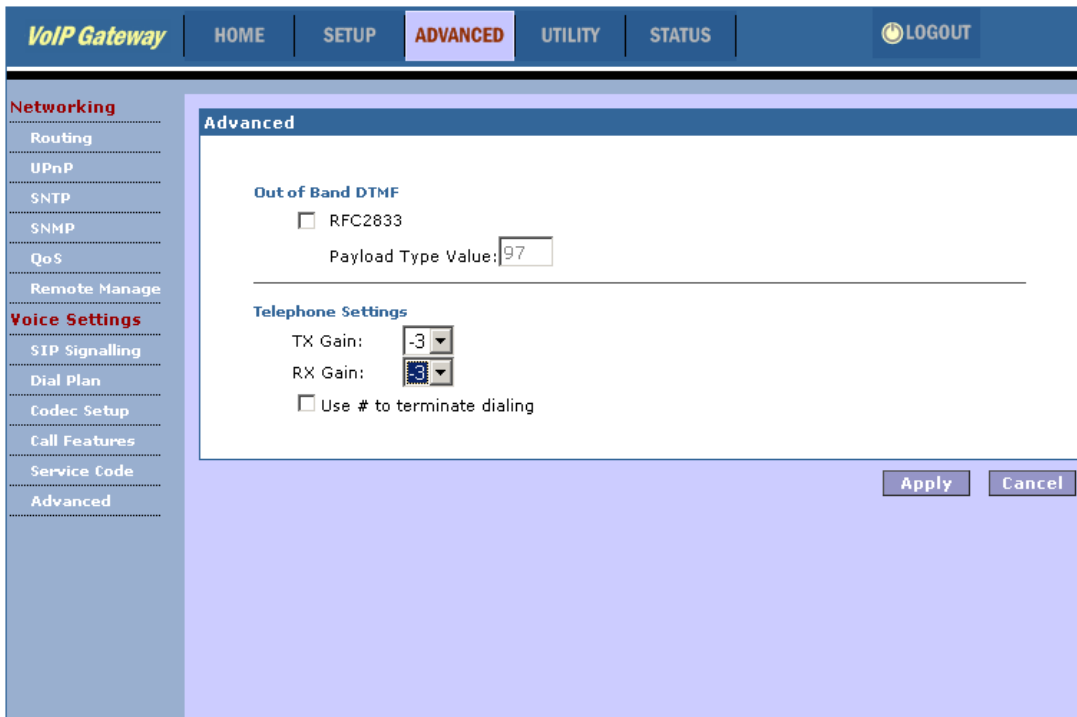 VoIP Gateway HOME SETUP ADVANCED UTILITY STATUS LOGOUT
Networking
Routing
UPnP
SNTP
SNMP
QoS
Remote Manage
Voice Settings
SIP Signalling
Dial Plan
Codec Setup
Call Features
Service Code
Advanced
Advanced
Out of Band DTMF
RFC2833
Payload Type Value: 97
Telephone Settings
TX Gain: -3
RX Gain: -3
Use # to terminate dialing
Apply Cancel